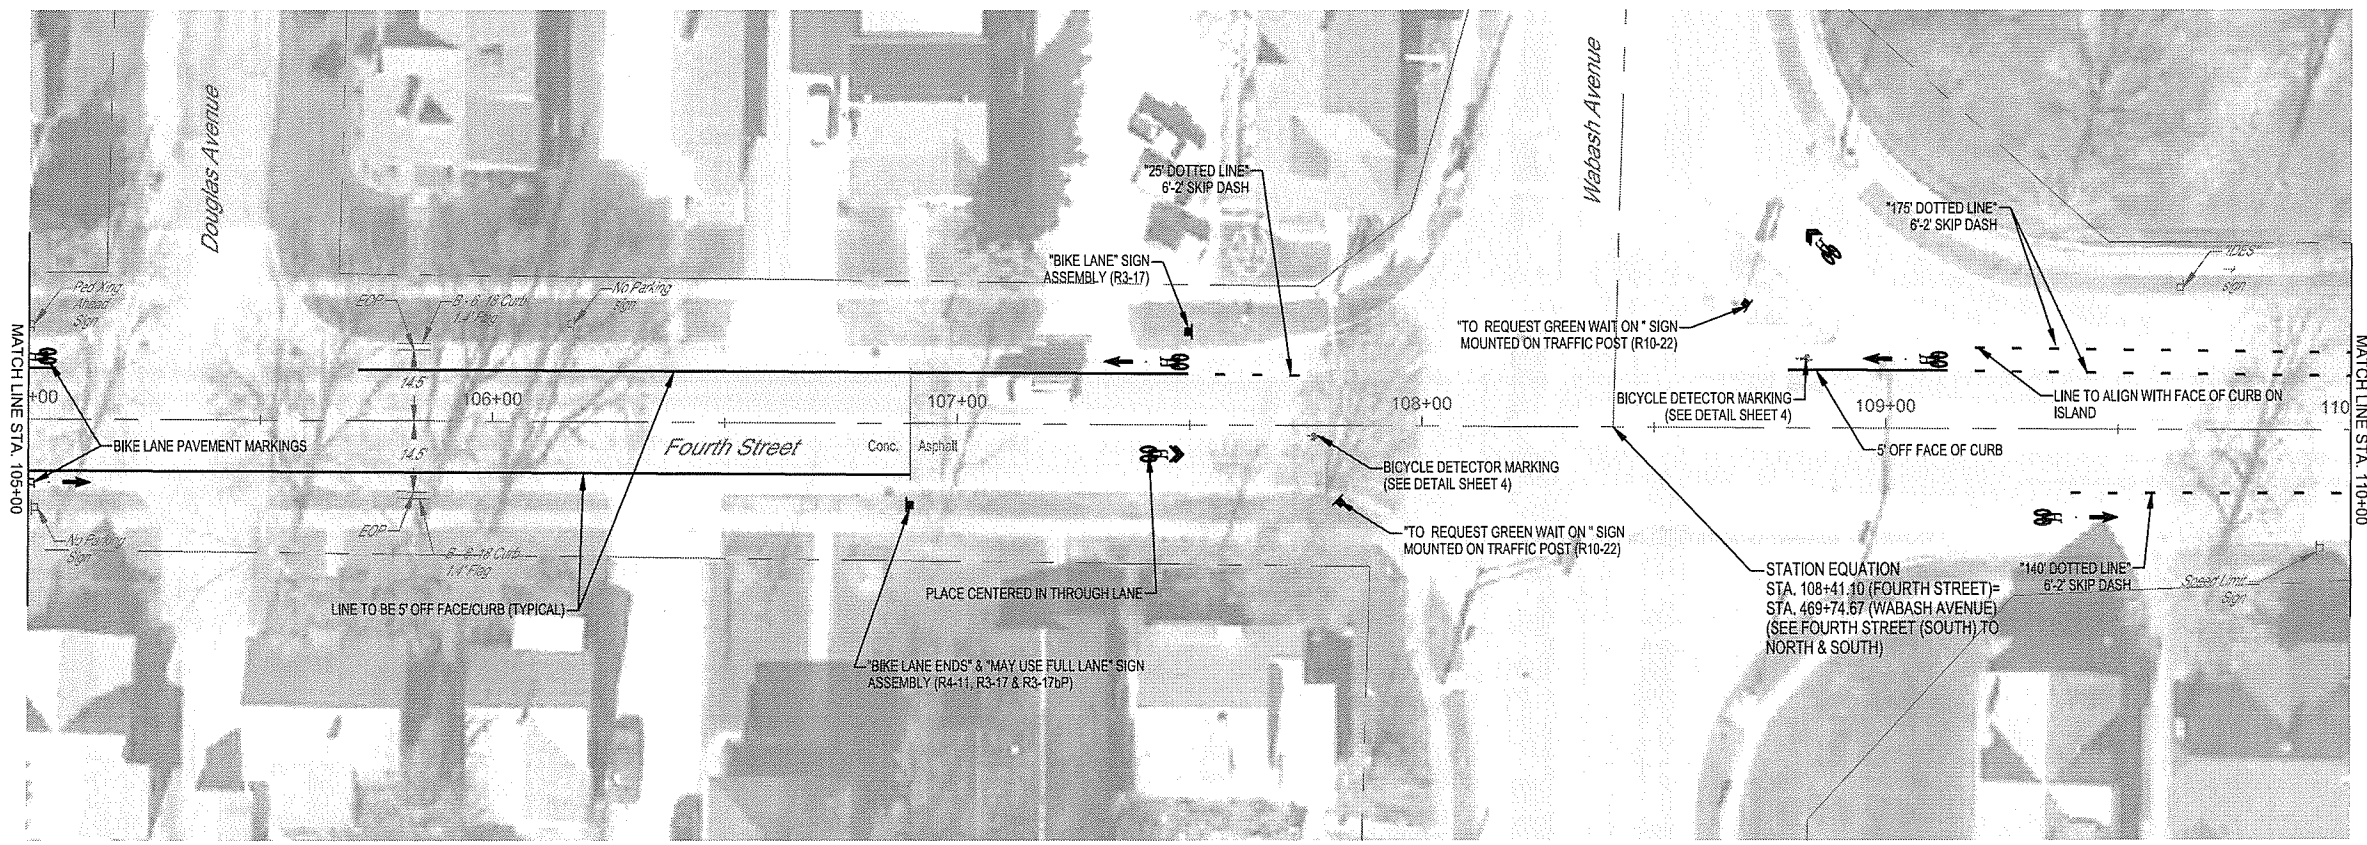 Douglas Avenue
Wabash Avenue
"25' DOTTED LINE"
6'-2' SKIP DASH
"BIKE LANE" SIGN
ASSEMBLY (R3-17)
"175' DOTTED LINE"
6'-2' SKIP DASH
"IDES"
sign
Ped Xing
Ahead
Sign
EOP
B - 6. 18 Curb
1.4' Flag
No Parking
sign
"TO REQUEST GREEN WAIT ON " SIGN
MOUNTED ON TRAFFIC POST (R10-22)
MATCH LINE STA. 105+00
MATCH LINE STA. 110+00
14.5'
+00
106+00
107+00
108+00
109+00
110
BICYCLE DETECTOR MARKING
(SEE DETAIL SHEET 4)
LINE TO ALIGN WITH FACE OF CURB ON
ISLAND
BIKE LANE PAVEMENT MARKINGS
14.5'
Fourth Street
Conc.
Asphalt
5' OFF FACE OF CURB
BICYCLE DETECTOR MARKING
(SEE DETAIL SHEET 4)
No Parking
Sign
EOP
B - 6. 18 Curb
1.4' Flag
"TO REQUEST GREEN WAIT ON " SIGN
MOUNTED ON TRAFFIC POST (R10-22)
LINE TO BE 5' OFF FACE/CURB (TYPICAL)
PLACE CENTERED IN THROUGH LANE
STATION EQUATION
STA. 108+41.10 (FOURTH STREET)=
STA. 469+74.67 (WABASH AVENUE)
(SEE FOURTH STREET (SOUTH) TO
NORTH & SOUTH)
"140' DOTTED LINE"
6'-2' SKIP DASH
Speed Limit
Sign
"BIKE LANE ENDS" & "MAY USE FULL LANE" SIGN
ASSEMBLY (R4-11, R3-17 & R3-17bP)